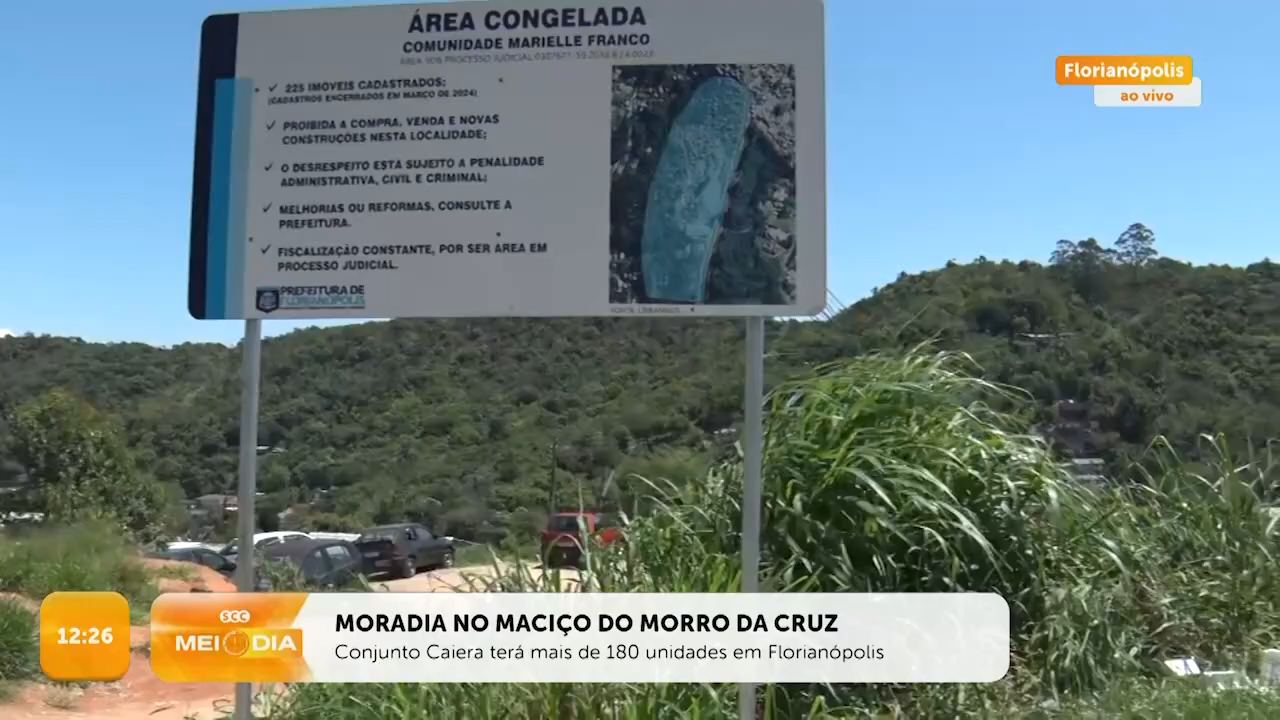 ÁREA CONGELADA
COMUNIDADE MARIELLE FRANCO
✓ 225 IMÓVEIS CADASTRADOS;
(CADASTROS ENCERRADOS EM MARÇO DE 2024)
✓ PROIBIDA A COMPRA, VENDA E NOVAS
CONSTRUÇÕES NESTA LOCALIDADE;
✓ O DESRESPEITO ESTÁ SUJEITO A PENALIDADE
ADMINISTRATIVA, CIVIL E CRIMINAL;
✓ MELHORIAS OU REFORMAS, CONSULTE A
PREFEITURA.
✓ FISCALIZAÇÃO CONSTANTE, POR SER ÁREA EM
PROCESSO JUDICIAL.
PREFEITURA DE
FLORIANÓPOLIS
Florianópolis
ao vivo
12:26
SCC
MEIO DIA
MORADIA NO MACIÇO DO MORRO DA CRUZ
Conjunto Caiera terá mais de 180 unidades em Florianópolis